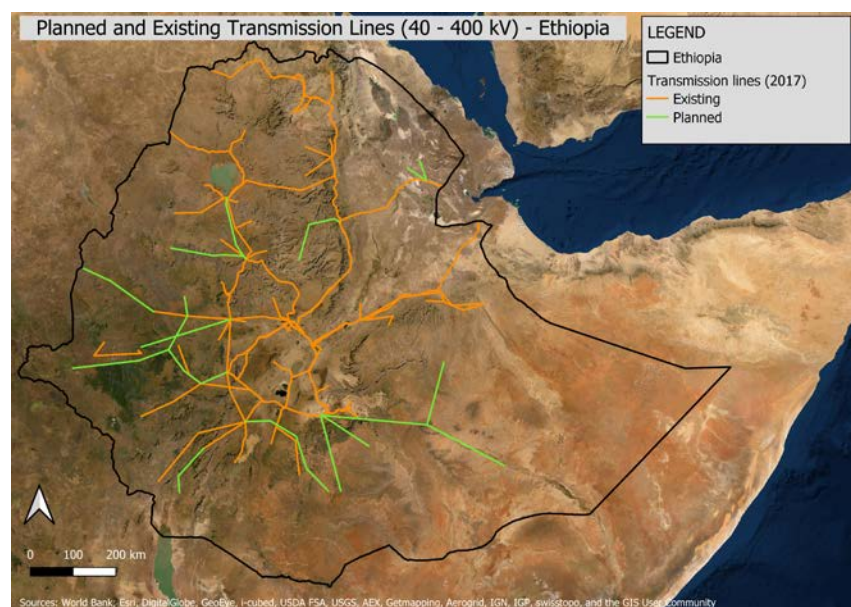 Planned and Existing Transmission Lines (40 - 400 kV) - Ethiopia
LEGEND
Ethiopia
Transmission lines (2017)
Existing
Planned
0 100 200 km
Sources: World Bank, Esri, DigitalGlobe, GeoEye, i-cubed, USDA FSA, USGS, AEX, Getmapping, Aerogrid, IGN, IGP, swisstopo, and the GIS User Community